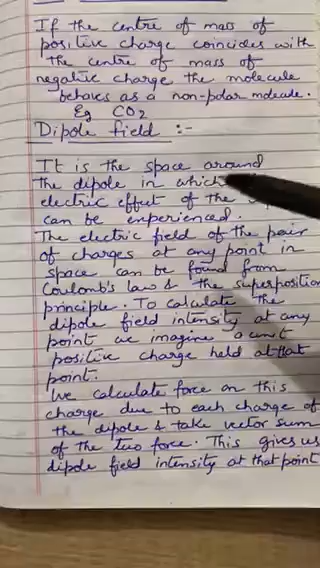 If the centre of mass of
positive charge coincides with
the centre of mass of
negative charge the molecule
behaves as a non-polar molecule.
Eg CO2
Dipole field :-
It is the space around
the dipole in which
electric effect of the
can be experienced.
The electric field of the pair
of charges at any point in
space can be found from
Coulomb's law & the superposition
principle. To calculate the
dipole field intensity at any
point we imagine a unit
positive charge held at that
point.
We calculate force on this
charge due to each charge of
the dipole & take vector sum
of the two force. This gives us
dipole field intensity at that point